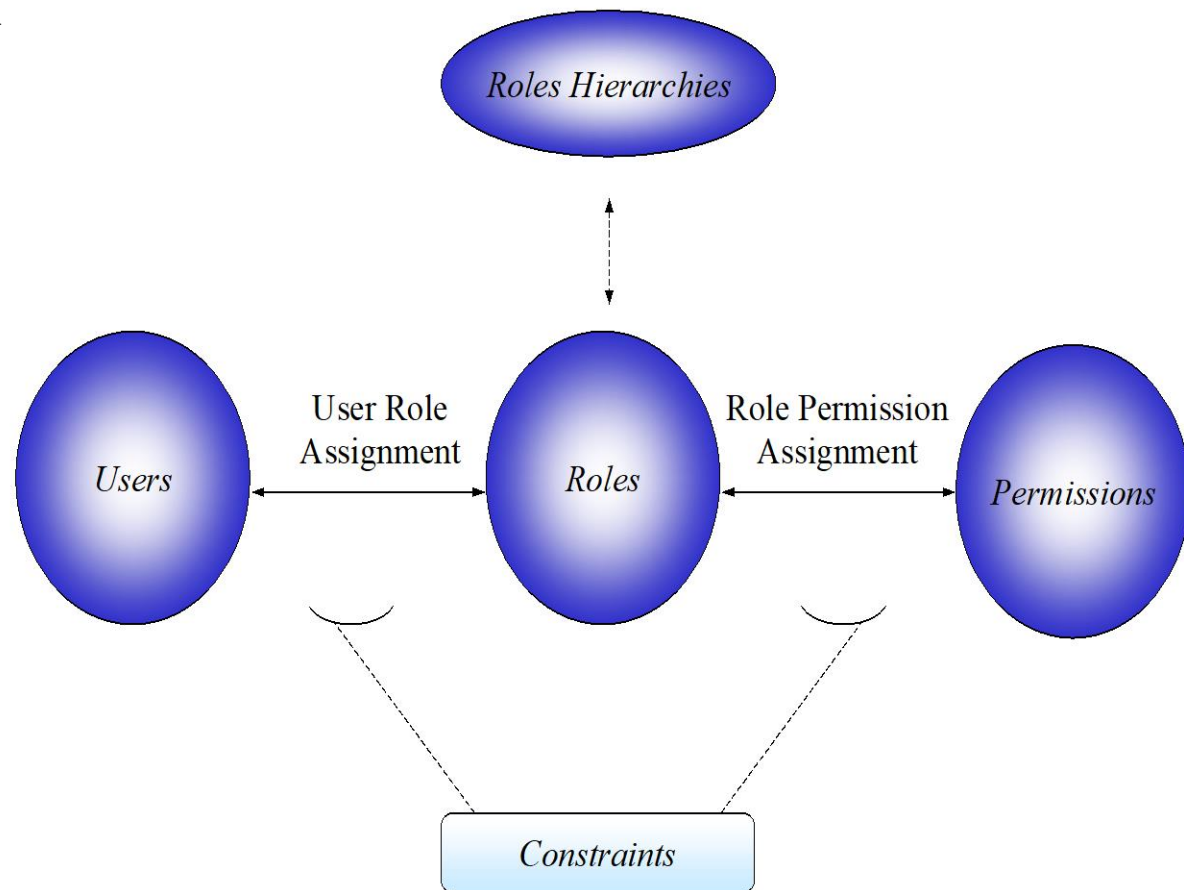 Roles Hierarchies
User Role
Assignment
Role Permission
Assignment
Users
Roles
Permissions
Constraints